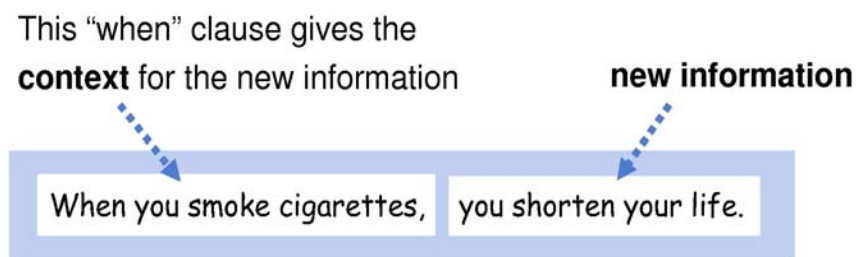 This “when” clause gives the
context for the new information
new information
When you smoke cigarettes, you shorten your life.